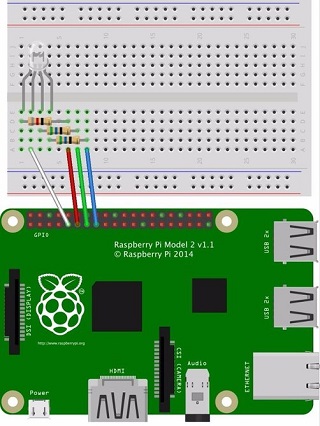 GPIO
Raspberry Pi Model 2 v1.1
© Raspberry Pi 2014
USB 2x
DSI (DISPLAY)
http://www.raspberrypi.org
USB 2x
HDMI
CSI (CAMERA)
Audio
ETHERNET
Power